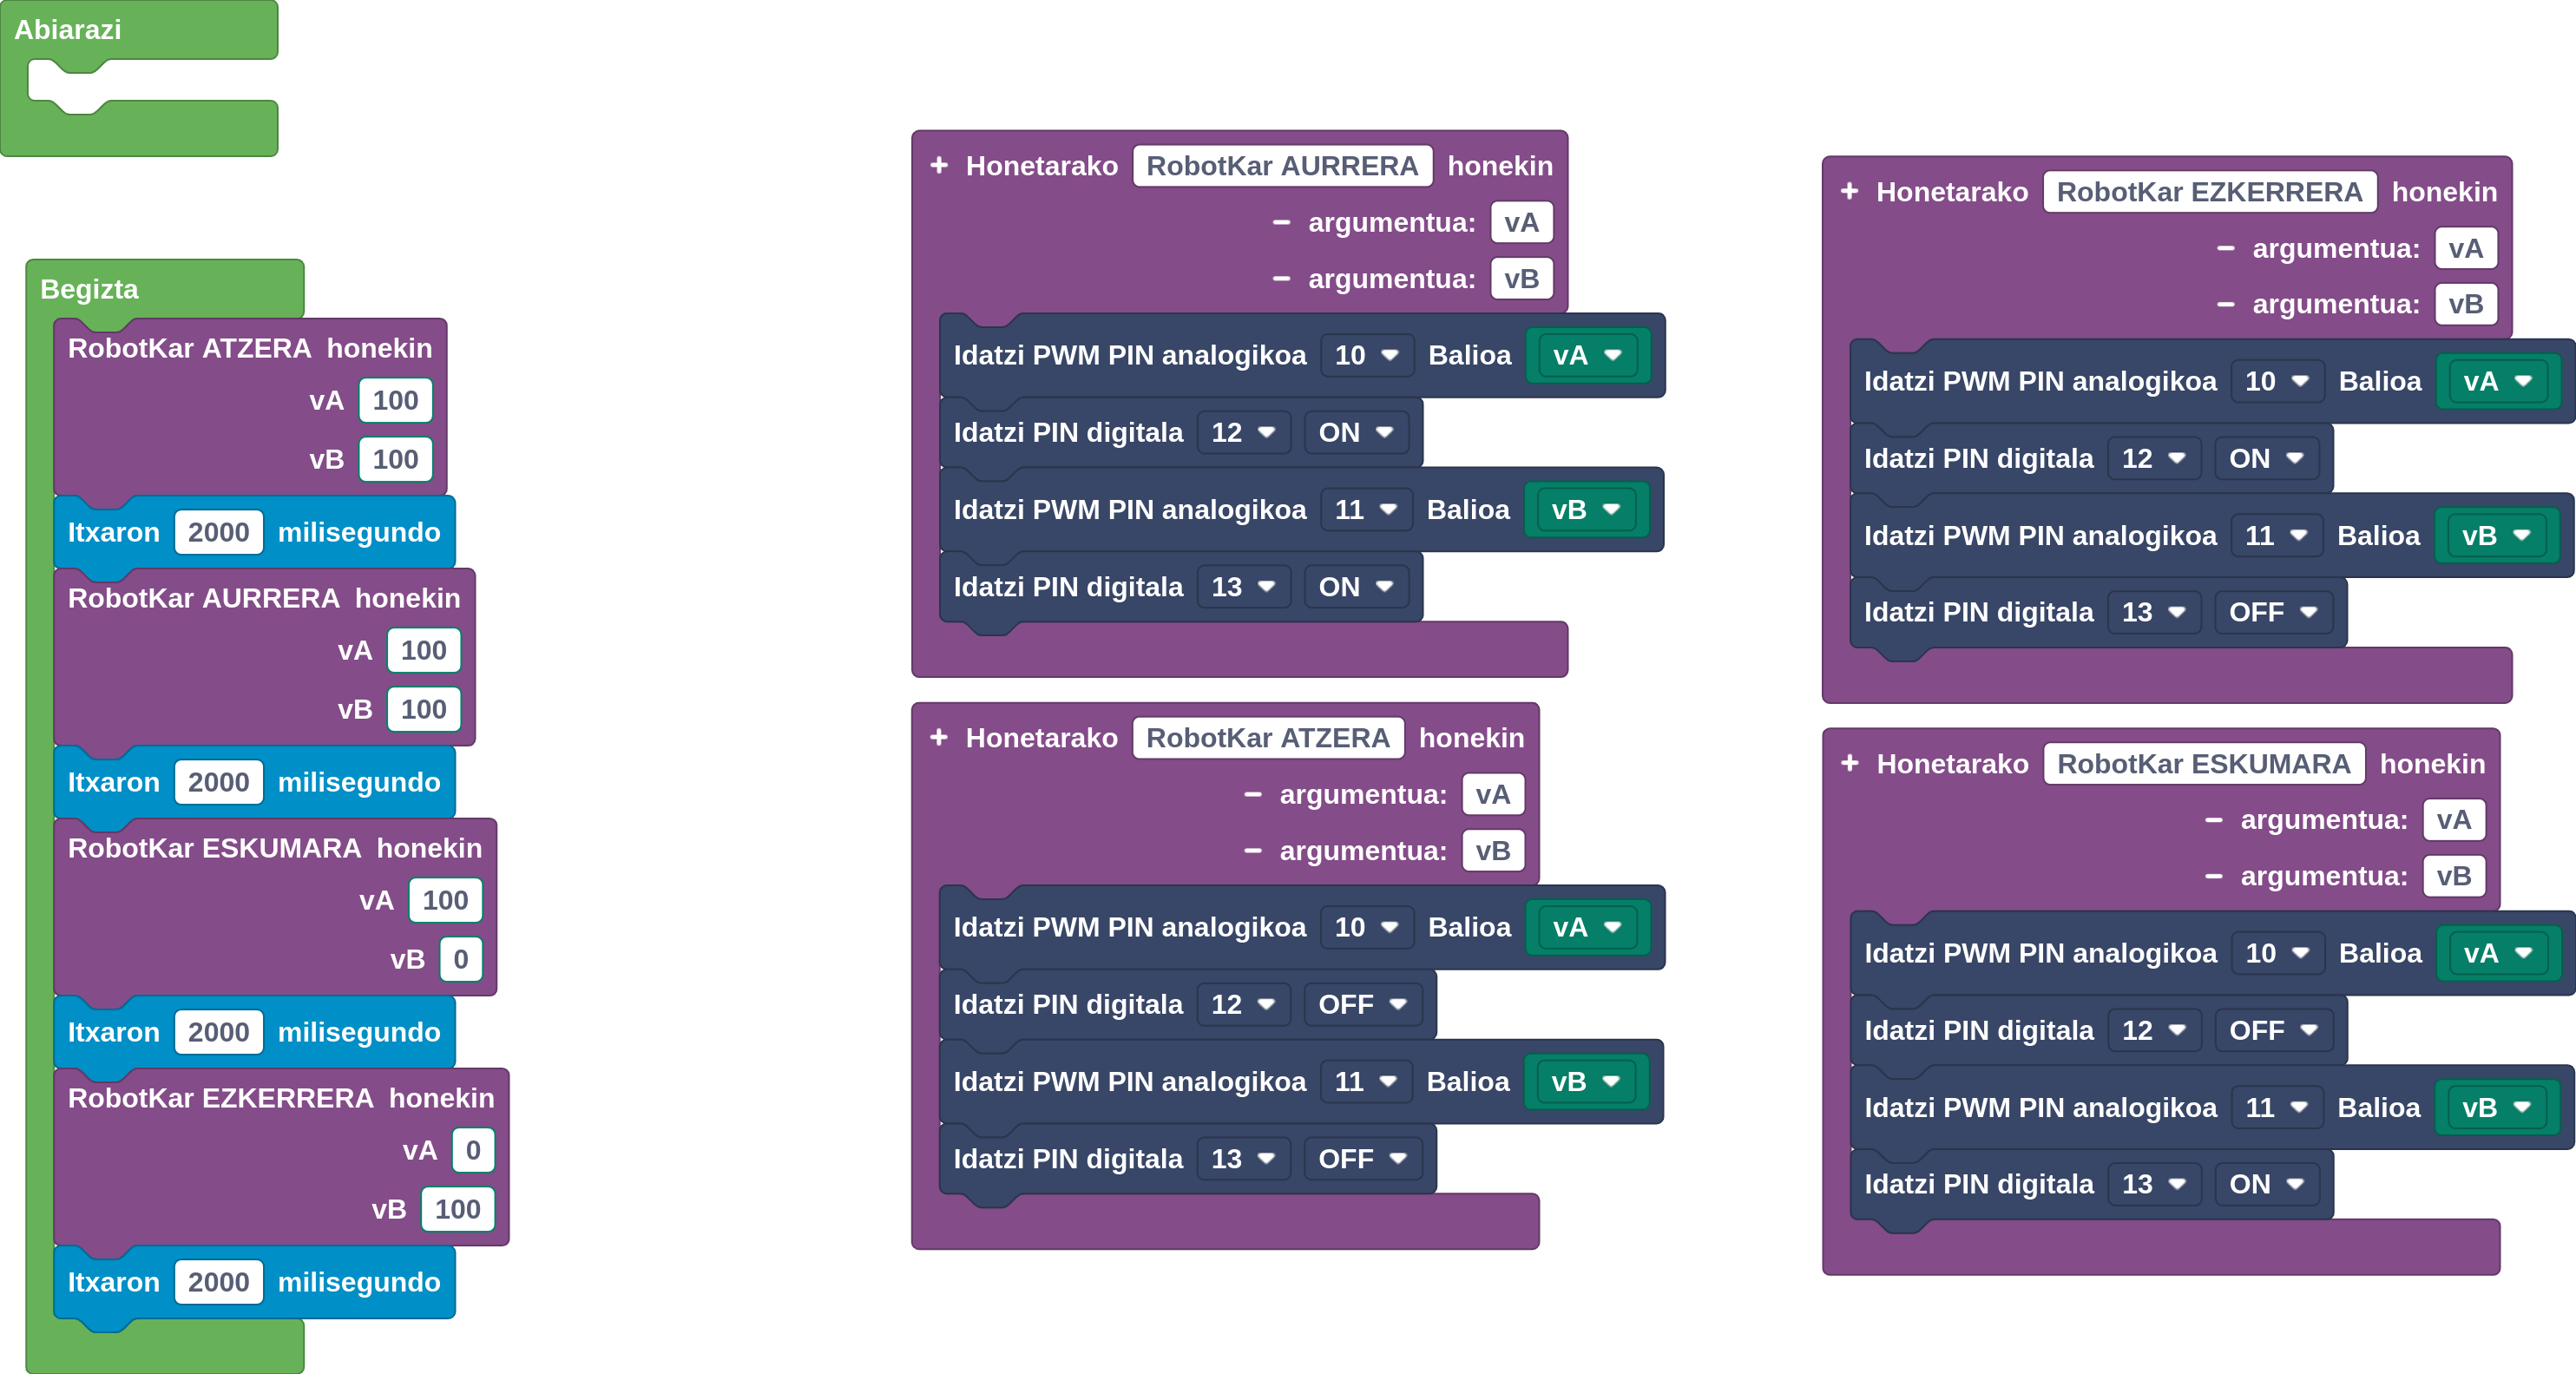 Abiarazi
Begizta
RobotKar ATZERA honekin
vA 100
vB 100
Itxaron 2000 milisegundo
RobotKar AURRERA honekin
vA 100
vB 100
Itxaron 2000 milisegundo
RobotKar ESKUMARA honekin
vA 100
vB 0
Itxaron 2000 milisegundo
RobotKar EZKERRERA honekin
vA 0
vB 100
Itxaron 2000 milisegundo
+ Honetarako RobotKar AURRERA honekin
− argumentua: vA
− argumentua: vB
Idatzi PWM PIN analogikoa 10 Balioa vA
Idatzi PIN digitala 12 ON
Idatzi PWM PIN analogikoa 11 Balioa vB
Idatzi PIN digitala 13 ON
+ Honetarako RobotKar ATZERA honekin
− argumentua: vA
− argumentua: vB
Idatzi PWM PIN analogikoa 10 Balioa vA
Idatzi PIN digitala 12 OFF
Idatzi PWM PIN analogikoa 11 Balioa vB
Idatzi PIN digitala 13 OFF
+ Honetarako RobotKar EZKERRERA honekin
− argumentua: vA
− argumentua: vB
Idatzi PWM PIN analogikoa 10 Balioa vA
Idatzi PIN digitala 12 ON
Idatzi PWM PIN analogikoa 11 Balioa vB
Idatzi PIN digitala 13 OFF
+ Honetarako RobotKar ESKUMARA honekin
− argumentua: vA
− argumentua: vB
Idatzi PWM PIN analogikoa 10 Balioa vA
Idatzi PIN digitala 12 OFF
Idatzi PWM PIN analogikoa 11 Balioa vB
Idatzi PIN digitala 13 ON